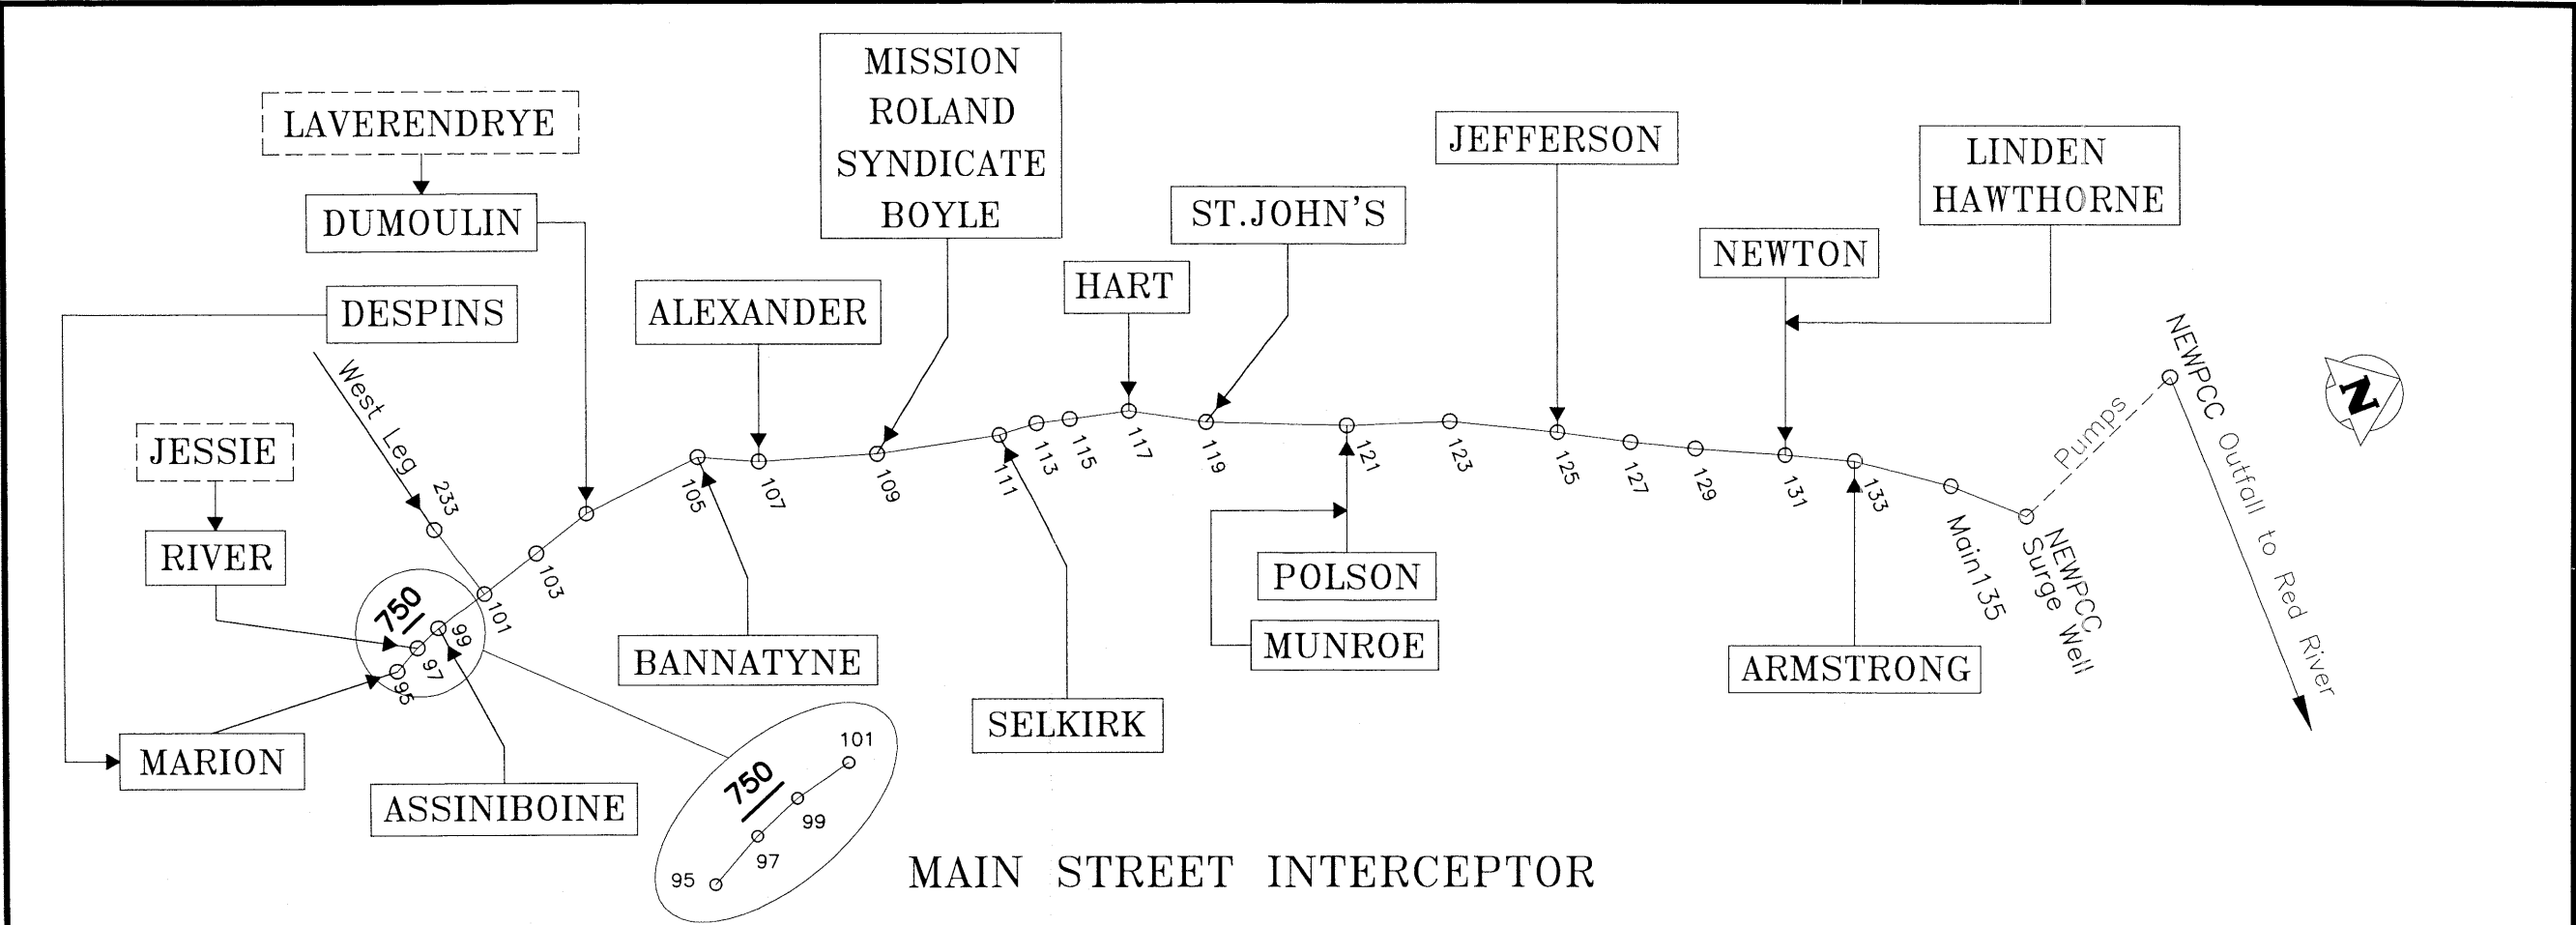 MISSION
ROLAND
SYNDICATE
BOYLE
LAVERENDRYE
DUMOULIN
DESPINS
ALEXANDER
HART
ST.JOHN'S
JEFFERSON
NEWTON
LINDEN
HAWTHORNE
West Leg
233
JESSIE
RIVER
MARION
ASSINIBOINE
750
95
97
99
101
103
105
107
109
111
113
115
117
119
121
123
125
127
129
131
133
Main135
NEWPCC
Surge Well
Pumps
NEWPCC Outfall to Red River
N
BANNATYNE
SELKIRK
POLSON
MUNROE
ARMSTRONG
750
95
97
99
101
MAIN STREET INTERCEPTOR